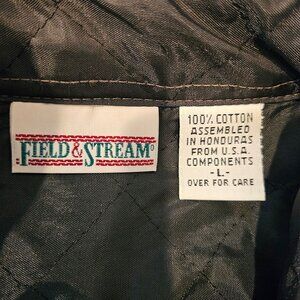 FIELD & STREAM®
100% COTTON
ASSEMBLED
IN HONDURAS
FROM U.S.A.
COMPONENTS
-L-
OVER FOR CARE